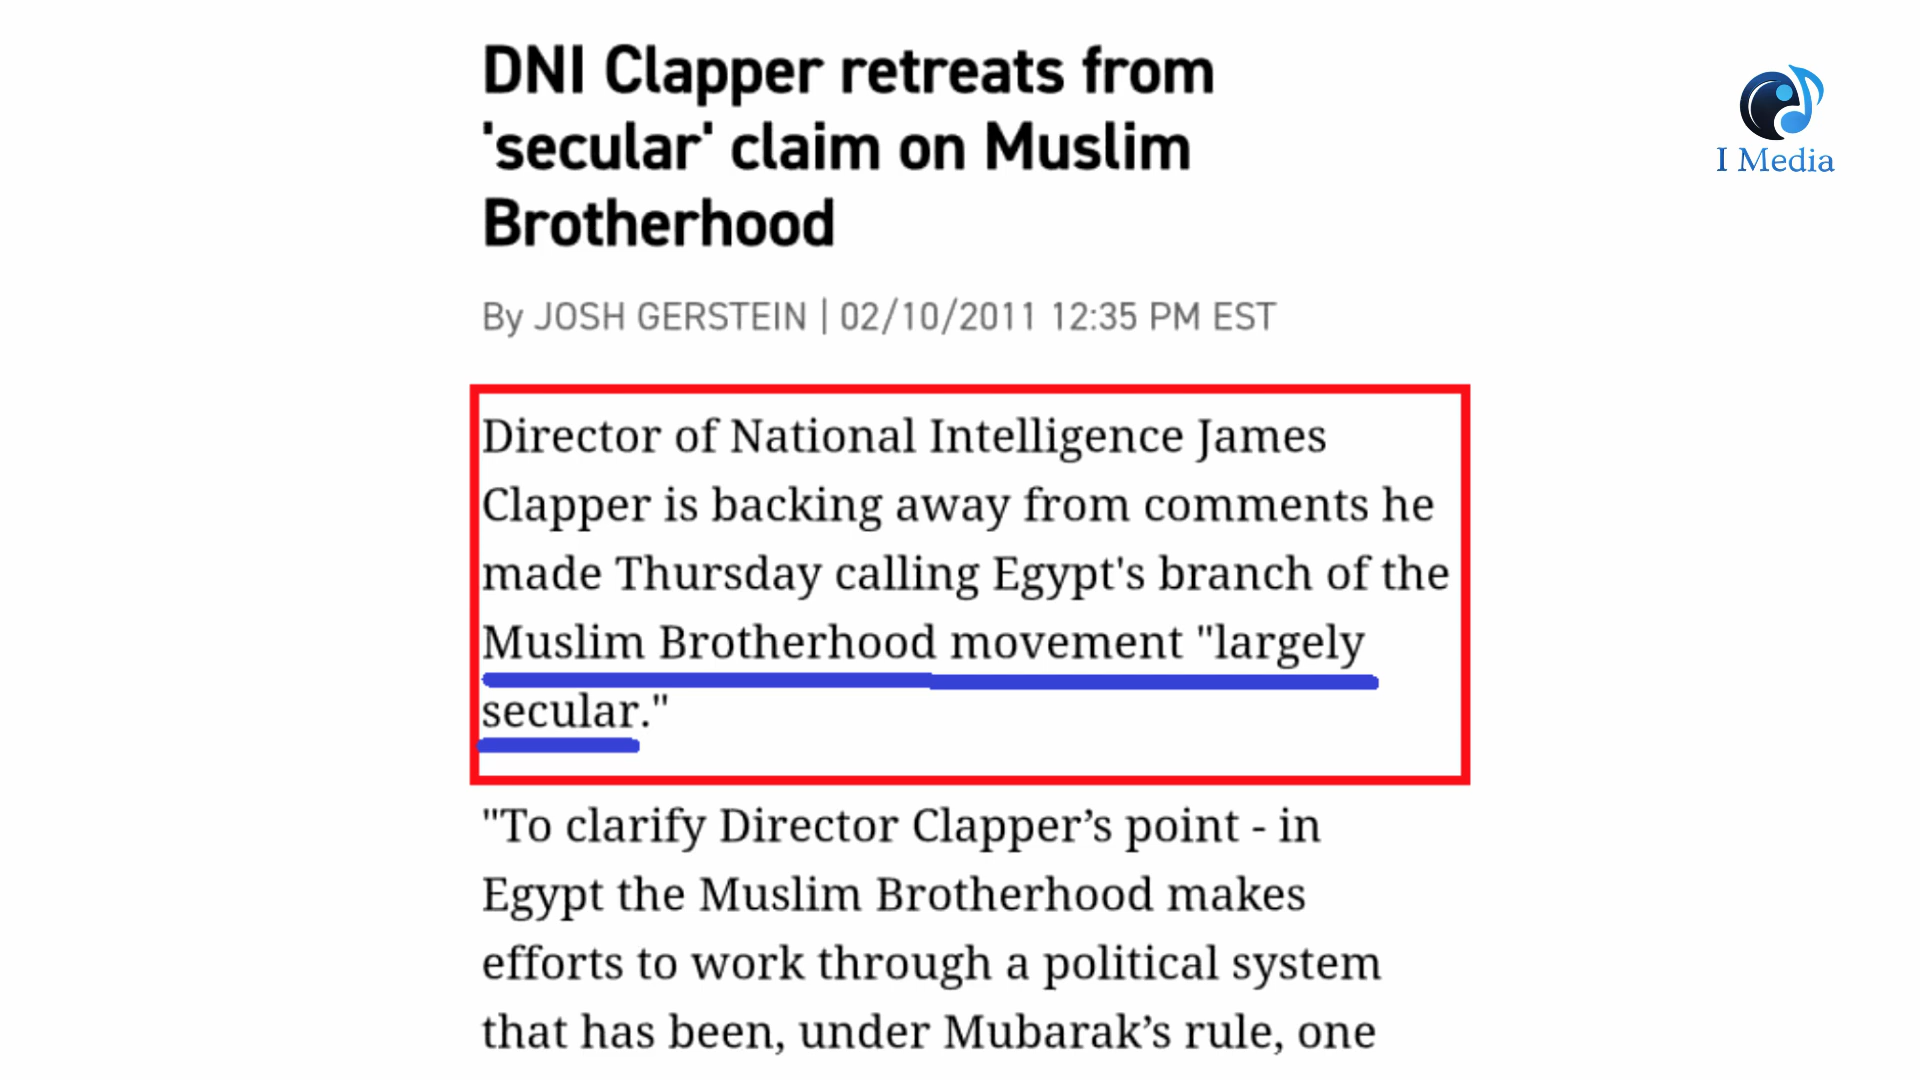 DNI Clapper retreats from
'secular' claim on Muslim
Brotherhood
I Media
By JOSH GERSTEIN | 02/10/2011 12:35 PM EST
Director of National Intelligence James
Clapper is backing away from comments he
made Thursday calling Egypt's branch of the
Muslim Brotherhood movement "largely
secular."
"To clarify Director Clapper’s point - in
Egypt the Muslim Brotherhood makes
efforts to work through a political system
that has been, under Mubarak’s rule, one